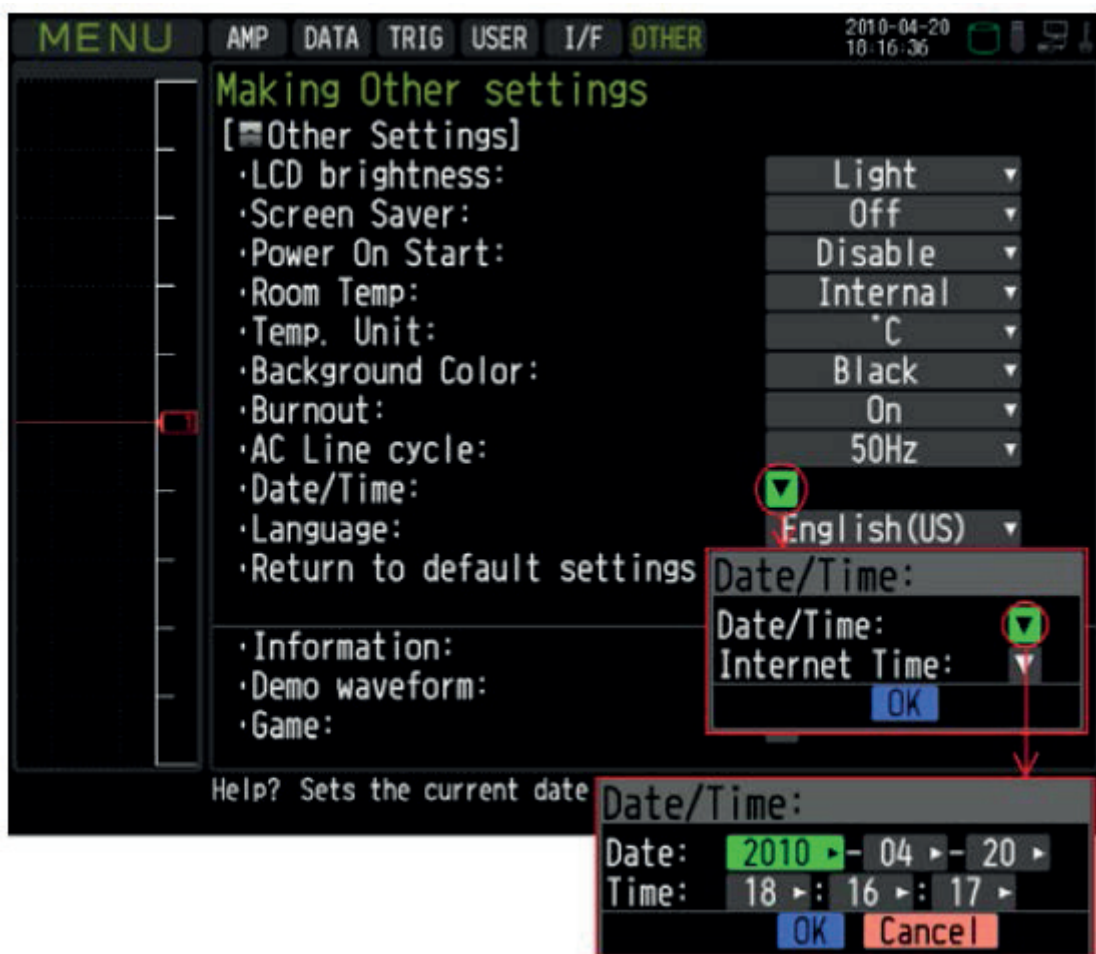 MENU AMP DATA TRIG USER I/F OTHER 2010-04-20
18:16:36
Making Other settings
[Other Settings]
・LCD brightness: Light ▼
・Screen Saver: Off ▼
・Power On Start: Disable ▼
・Room Temp: Internal ▼
・Temp. Unit: °C ▼
・Background Color: Black ▼
・Burnout: On ▼
1
・AC Line cycle: 50Hz ▼
・Date/Time: ▼
・Language: English(US) ▼
・Return to default settings
・Information:
・Demo waveform:
・Game:
Help? Sets the current date
Date/Time:
Date/Time: ▼
Internet Time: ▼
OK
Date/Time:
Date: 2010 ►- 04 ►- 20 ►
Time: 18 ►: 16 ►: 17 ►
OK Cancel